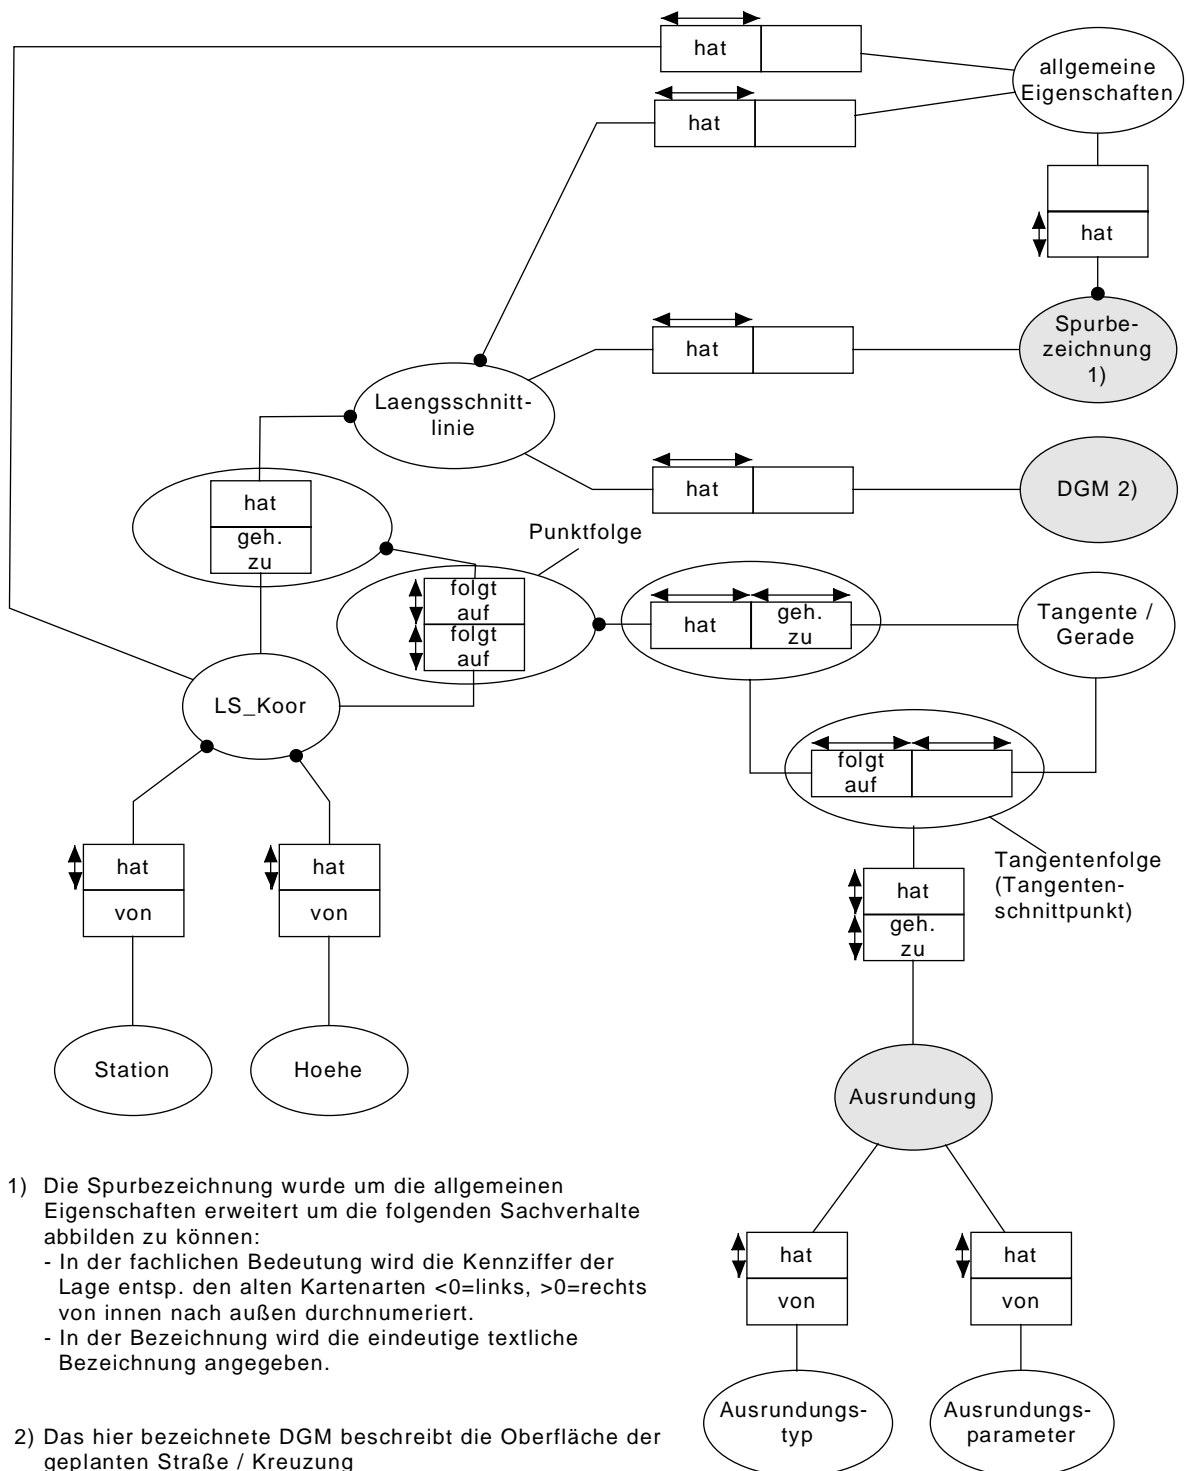 hat
allgemeine
Eigenschaften
hat
hat
Spurbe-
zeichnung
1)
hat
Laengsschnitt-
linie
hat
DGM 2)
hat
geh.
zu
Punktfolge
folgt
auf
folgt
auf
hat
geh.
zu
Tangente /
Gerade
LS_Koor
folgt
auf
Tangentenfolge
(Tangenten-
schnittpunkt)
hat
von
hat
von
hat
geh.
zu
Station
Hoehe
Ausrundung
1) Die Spurbezeichnung wurde um die allgemeinen
Eigenschaften erweitert um die folgenden Sachverhalte
abbilden zu können:
- In der fachlichen Bedeutung wird die Kennziffer der
Lage entsp. den alten Kartenarten <0=links, >0=rechts
von innen nach außen durchnumeriert.
- In der Bezeichnung wird die eindeutige textliche
Bezeichnung angegeben.
hat
von
hat
von
Ausrundungs-
typ
Ausrundungs-
parameter
2) Das hier bezeichnete DGM beschreibt die Oberfläche der
geplanten Straße / Kreuzung